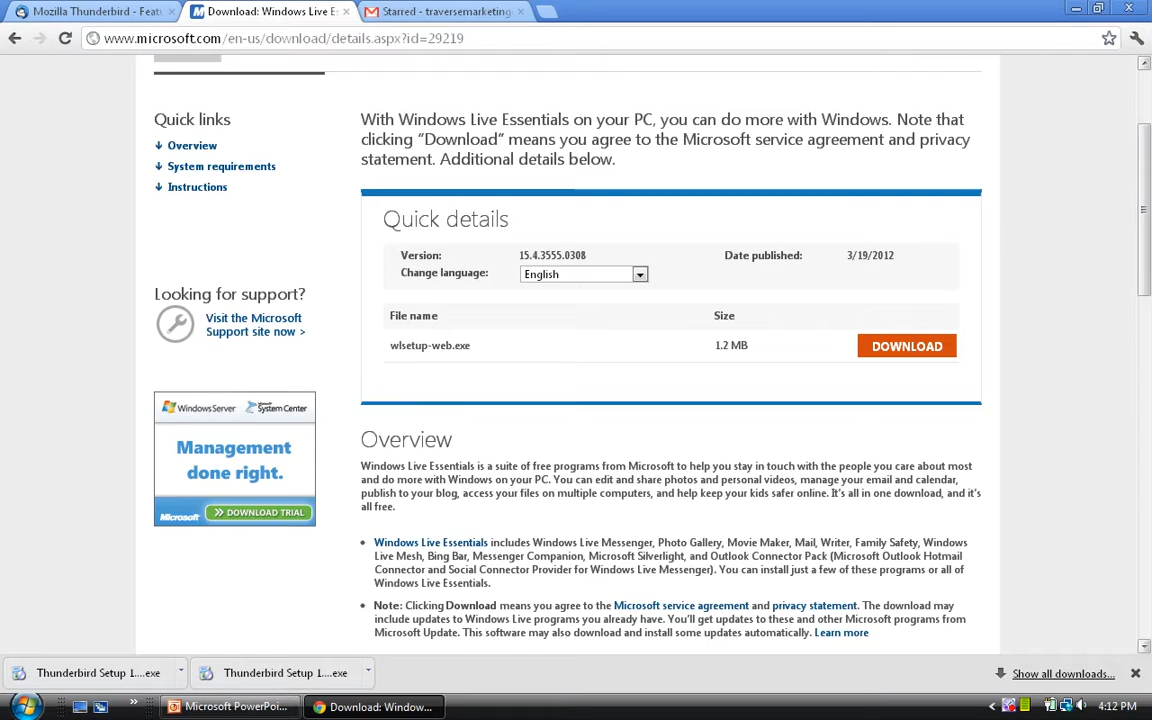 Mozilla Thunderbird - Featu
Download: Windows Live Es
Starred - traversemarketing
www.microsoft.com/en-us/download/details.aspx?id=29219
Quick links
Overview
System requirements
Instructions
With Windows Live Essentials on your PC, you can do more with Windows. Note that
clicking "Download" means you agree to the Microsoft service agreement and privacy
statement. Additional details below.
Quick details
Version: 15.4.3555.0308 Date published: 3/19/2012
Change language: English
File name Size
wlsetup-web.exe 1.2 MB DOWNLOAD
Looking for support?
Visit the Microsoft
Support site now >
Windows Server System Center
Management
done right.
Microsoft DOWNLOAD TRIAL
Overview
Windows Live Essentials is a suite of free programs from Microsoft to help you stay in touch with the people you care about most
and do more with Windows on your PC. You can edit and share photos and personal videos, manage your email and calendar,
publish to your blog, access your files on multiple computers, and help keep your kids safer online. It's all in one download, and it's
all free.
Windows Live Essentials includes Windows Live Messenger, Photo Gallery, Movie Maker, Mail, Writer, Family Safety, Windows
Live Mesh, Bing Bar, Messenger Companion, Microsoft Silverlight, and Outlook Connector Pack (Microsoft Outlook Hotmail
Connector and Social Connector Provider for Windows Live Messenger). You can install just a few of these programs or all of
Windows Live Essentials.
Note: Clicking Download means you agree to the Microsoft service agreement and privacy statement. The download may
include updates to Windows Live programs you already have. You'll get updates to these and other Microsoft programs from
Microsoft Update. This software may also download and install some updates automatically. Learn more
Thunderbird Setup 1....exe
Thunderbird Setup 1....exe
Show all downloads...
Microsoft PowerPoi...
Download: Window...
4:12 PM